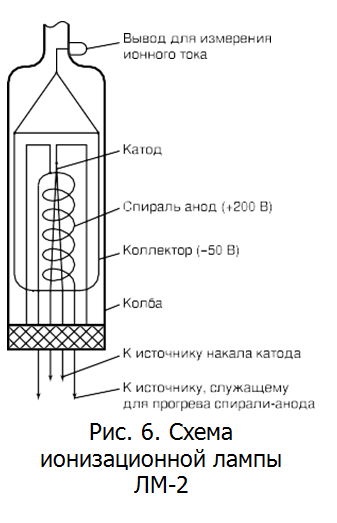 Вывод для измерения
ионного тока
Катод
Спираль анод (+200 В)
Коллектор (−50 В)
Колба
К источнику накала катода
К источнику, служащему
для прогрева спирали-анода
Рис. 6. Схема
ионизационной лампы
ЛМ-2